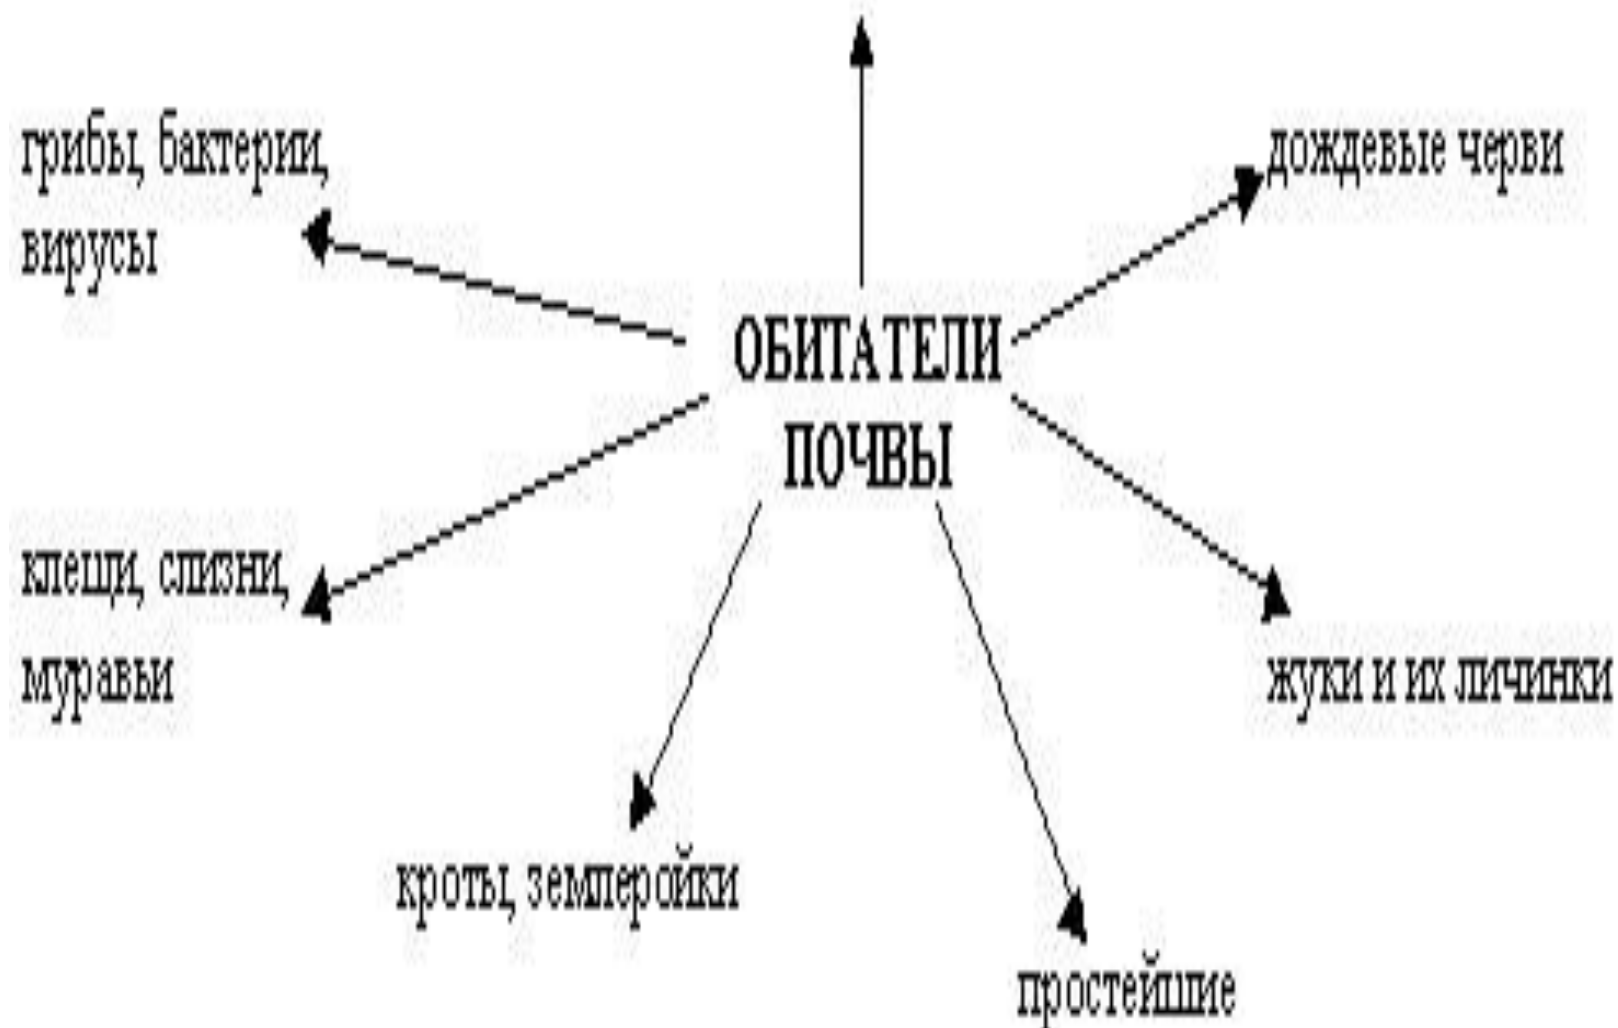 грибы, бактерии,
вирусы
дождевые черви
ОБИТАТЕЛИ
ПОЧВЫ
клещи, слизни,
муравьи
жуки и их личинки
кроты, землеройки
простейшие